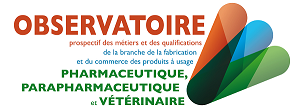 OBSERVATOIRE
prospectif des métiers et des qualifications
de la branche de la fabrication
et du commerce des produits à usage
PHARMACEUTIQUE,
PARAPHARMACEUTIQUE
et VÉTÉRINAIRE